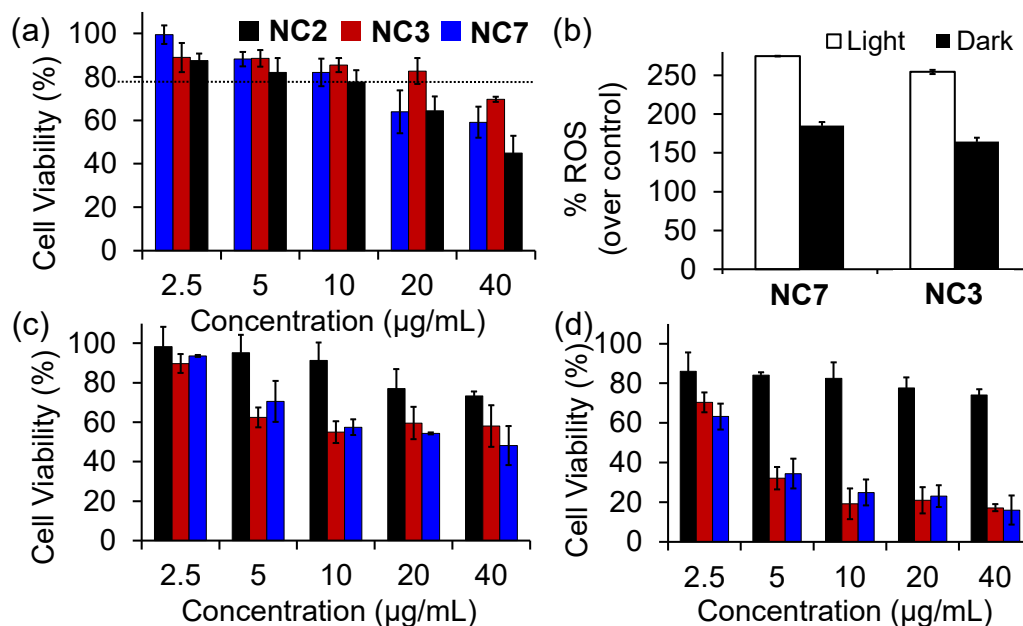 (a)
NC2 NC3 NC7
Cell Viability (%)
100
80
60
40
20
0
2.5 5 10 20 40
Concentration (µg/mL)
(b)
Light Dark
% ROS
(over control)
250
200
150
100
50
0
NC7 NC3
(c)
Cell Viability (%)
100
80
60
40
20
0
2.5 5 10 20 40
Concentration (µg/mL)
(d)
Cell Viability (%)
100
80
60
40
20
0
2.5 5 10 20 40
Concentration (µg/mL)